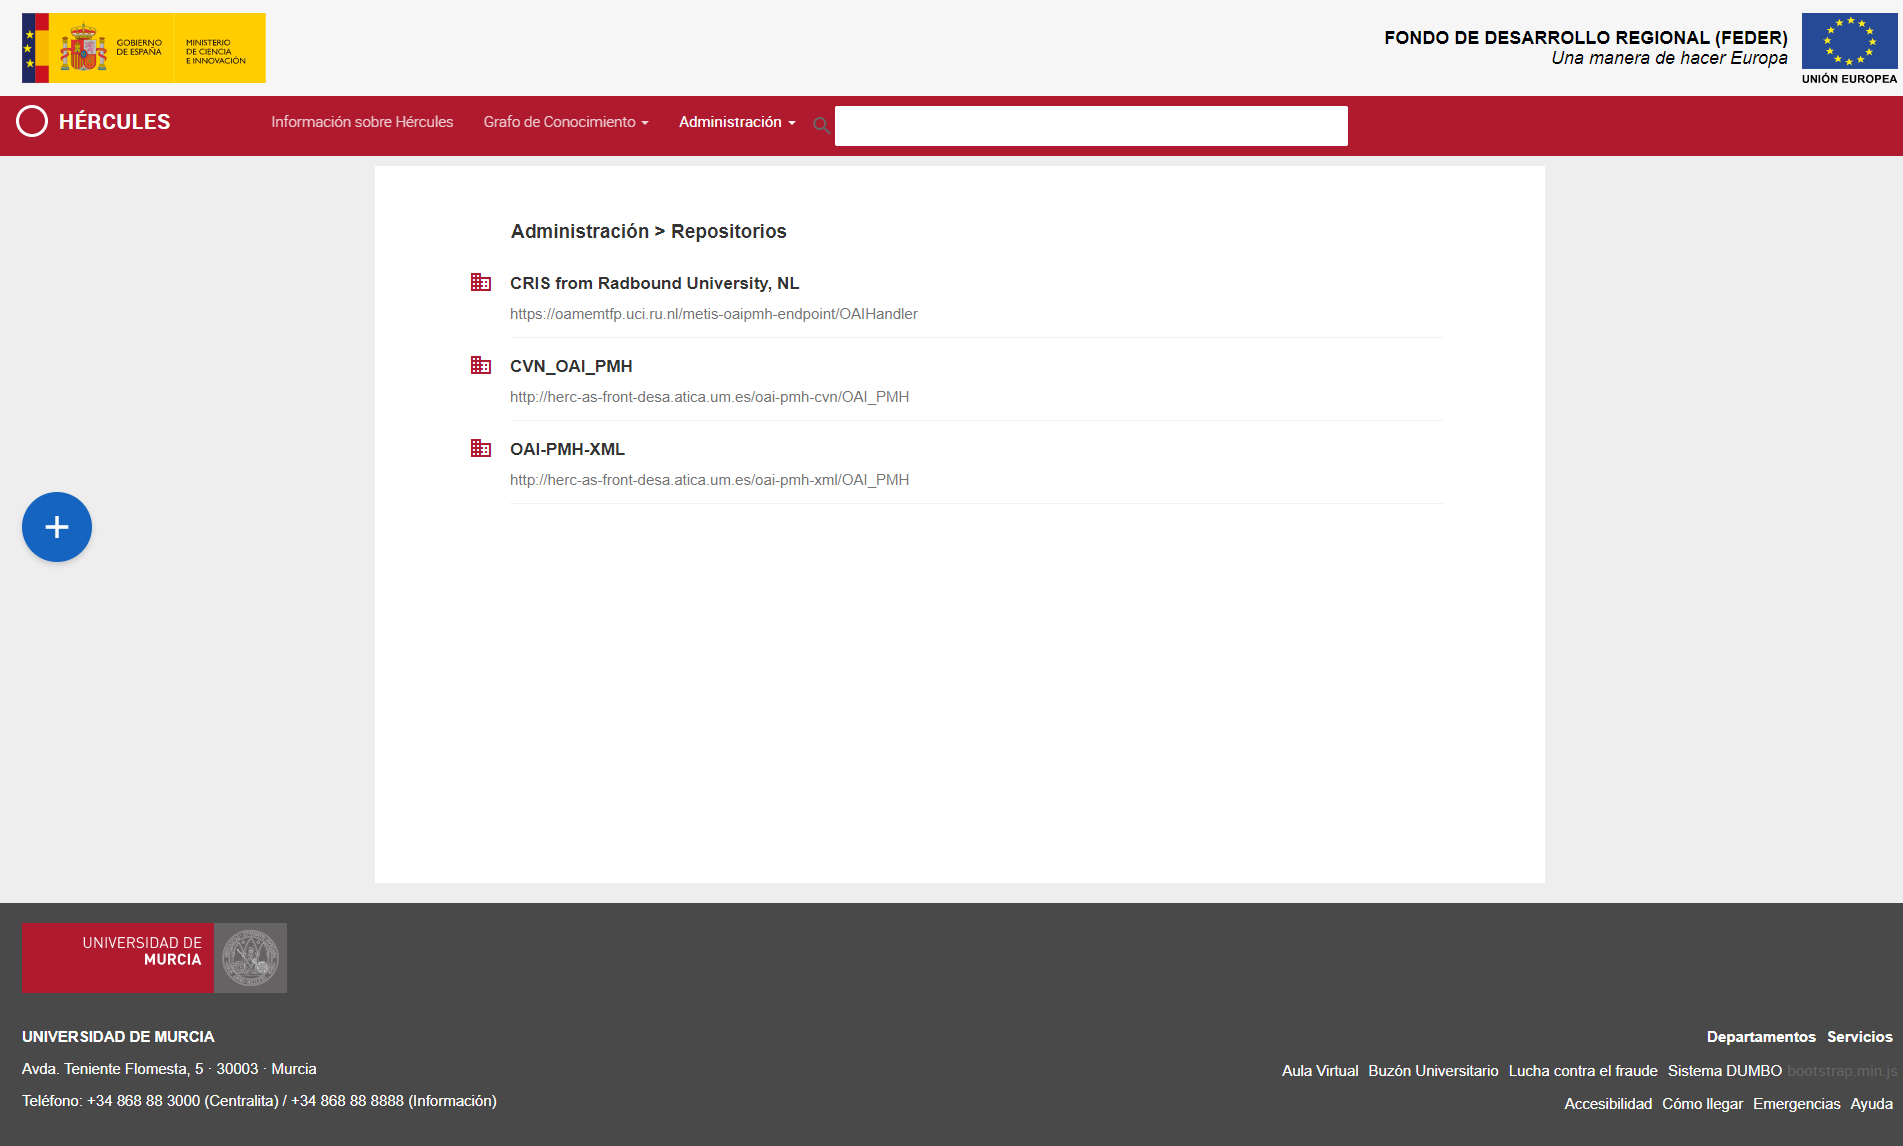 GOBIERNO
DE ESPAÑA
MINISTERIO
DE CIENCIA
E INNOVACIÓN
FONDO DE DESARROLLO REGIONAL (FEDER)
Una manera de hacer Europa
UNIÓN EUROPEA
HÉRCULES
Información sobre Hércules
Grafo de Conocimiento
Administración
Administración > Repositorios
CRIS from Radbound University, NL
https://oamemtfp.uci.ru.nl/metis-oaipmh-endpoint/OAIHandler
CVN_OAI_PMH
http://herc-as-front-desa.atica.um.es/oai-pmh-cvn/OAI_PMH
OAI-PMH-XML
http://herc-as-front-desa.atica.um.es/oai-pmh-xml/OAI_PMH
UNIVERSIDAD DE
MURCIA
UNIVERSIDAD DE MURCIA
Avda. Teniente Flomesta, 5 · 30003 · Murcia
Teléfono: +34 868 88 3000 (Centralita) / +34 868 88 8888 (Información)
Departamentos Servicios
Aula Virtual Buzón Universitario Lucha contra el fraude Sistema DUMBO bootstrap.min.js
Accesibilidad Cómo llegar Emergencias Ayuda